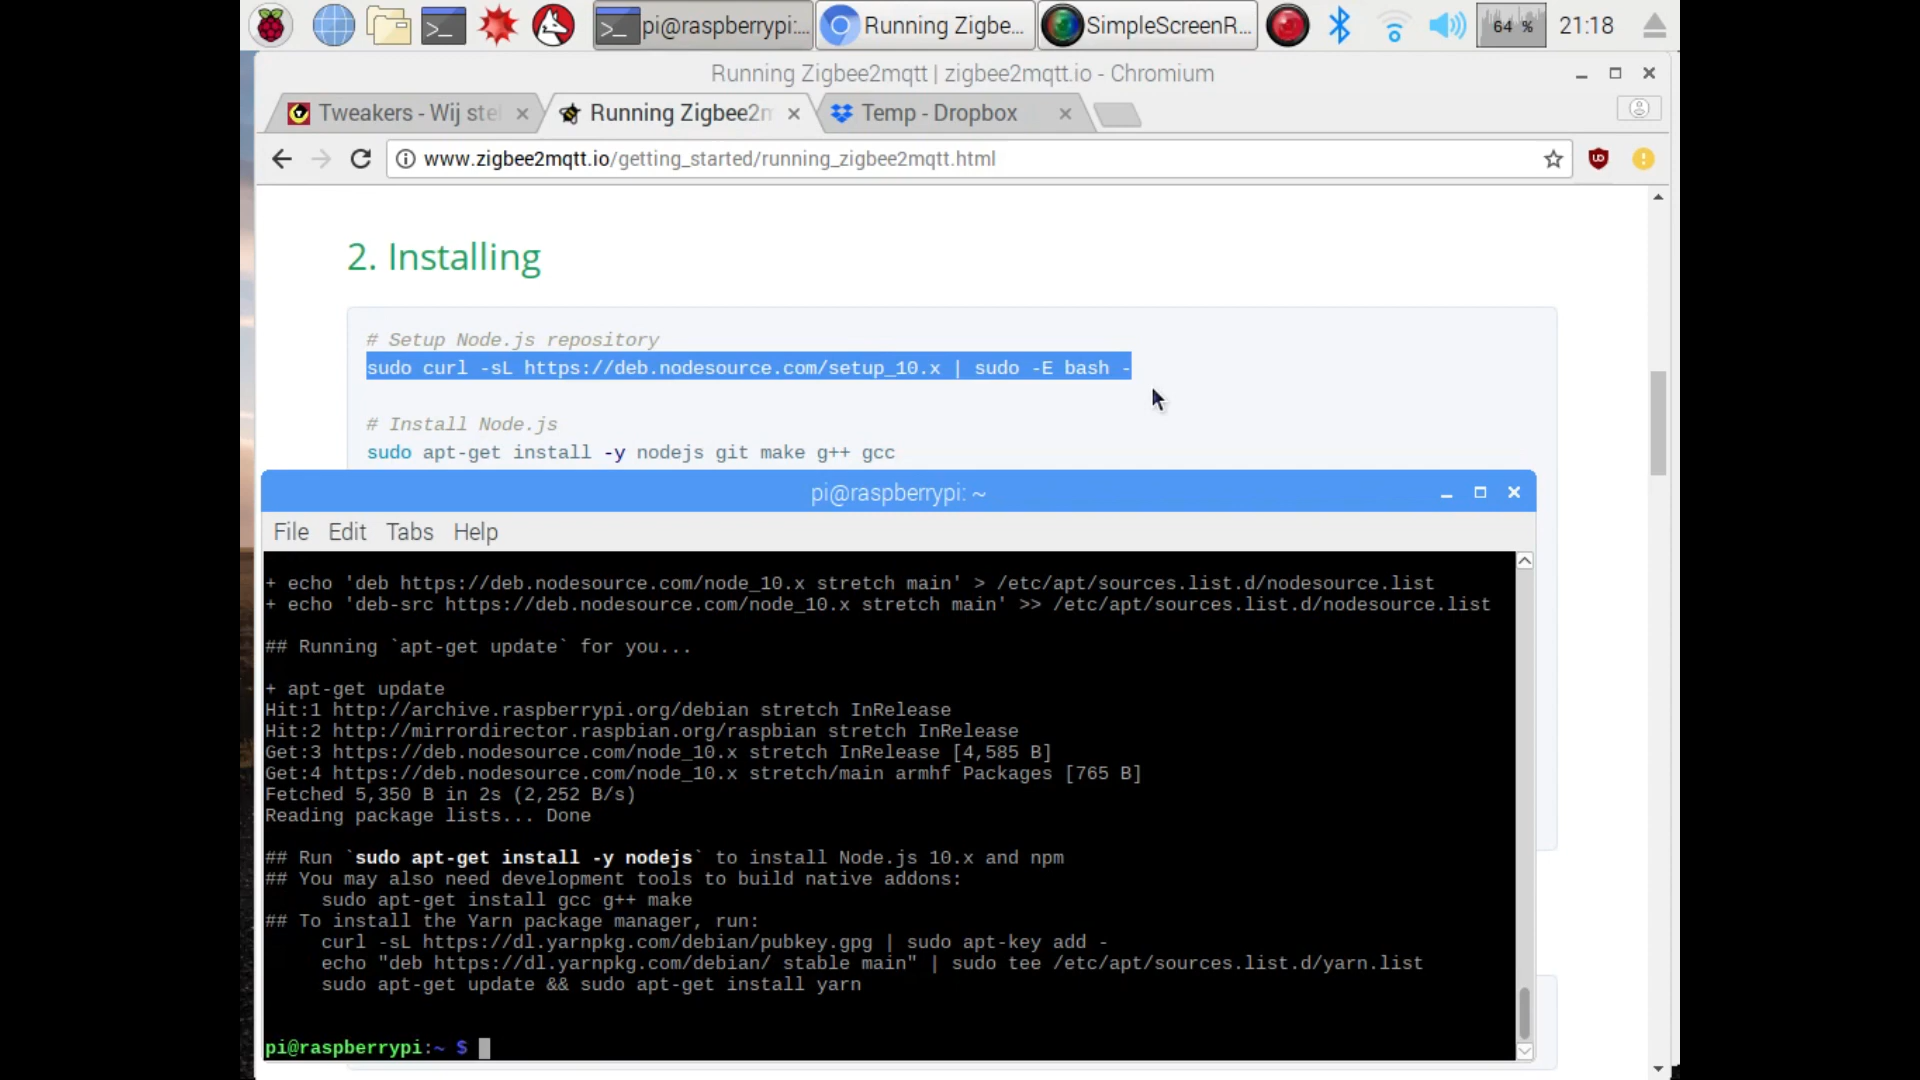 pi@raspberrypi:...
Running Zigbe...
SimpleScreenR...
64 %
21:18
Running Zigbee2mqtt | zigbee2mqtt.io - Chromium
Tweakers - Wij stel
Running Zigbee2m
Temp - Dropbox
www.zigbee2mqtt.io/getting_started/running_zigbee2mqtt.html
2. Installing
# Setup Node.js repository
sudo curl -sL https://deb.nodesource.com/setup_10.x | sudo -E bash -
# Install Node.js
sudo apt-get install -y nodejs git make g++ gcc
pi@raspberrypi: ~
File Edit Tabs Help
+ echo 'deb https://deb.nodesource.com/node_10.x stretch main' > /etc/apt/sources.list.d/nodesource.list
+ echo 'deb-src https://deb.nodesource.com/node_10.x stretch main' >> /etc/apt/sources.list.d/nodesource.list
## Running `apt-get update` for you...
+ apt-get update
Hit:1 http://archive.raspberrypi.org/debian stretch InRelease
Hit:2 http://mirrordirector.raspbian.org/raspbian stretch InRelease
Get:3 https://deb.nodesource.com/node_10.x stretch InRelease [4,585 B]
Get:4 https://deb.nodesource.com/node_10.x stretch/main armhf Packages [765 B]
Fetched 5,350 B in 2s (2,252 B/s)
Reading package lists... Done
## Run `sudo apt-get install -y nodejs` to install Node.js 10.x and npm
## You may also need development tools to build native addons:
sudo apt-get install gcc g++ make
## To install the Yarn package manager, run:
curl -sL https://dl.yarnpkg.com/debian/pubkey.gpg | sudo apt-key add -
echo "deb https://dl.yarnpkg.com/debian/ stable main" | sudo tee /etc/apt/sources.list.d/yarn.list
sudo apt-get update && sudo apt-get install yarn
pi@raspberrypi:~ $